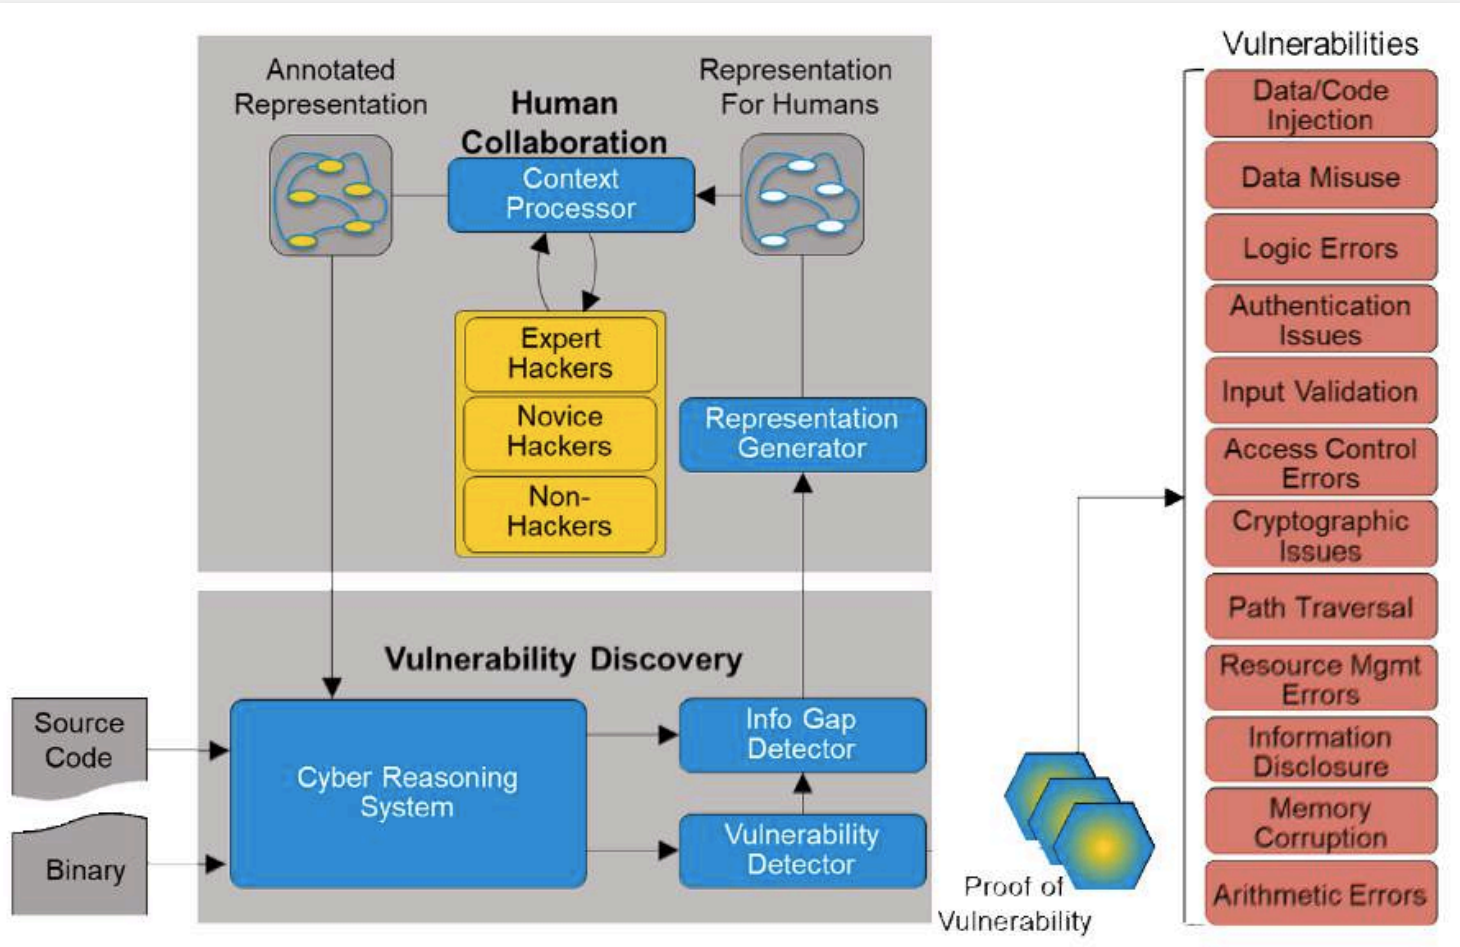 Annotated
Representation
Human
Collaboration
Representation
For Humans
Context
Processor
Expert
Hackers
Novice
Hackers
Non-
Hackers
Representation
Generator
Vulnerability Discovery
Source
Code
Binary
Cyber Reasoning
System
Info Gap
Detector
Vulnerability
Detector
Proof of
Vulnerability
Vulnerabilities
Data/Code
Injection
Data Misuse
Logic Errors
Authentication
Issues
Input Validation
Access Control
Errors
Cryptographic
Issues
Path Traversal
Resource Mgmt
Errors
Information
Disclosure
Memory
Corruption
Arithmetic Errors